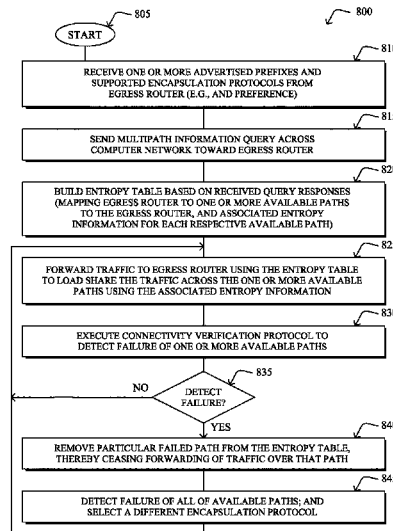 805
800
START
810
RECEIVE ONE OR MORE ADVERTISED PREFIXES AND
SUPPORTED ENCAPSULATION PROTOCOLS FROM
EGRESS ROUTER (E.G., AND PREFERENCE)
SEND MULTIPATH INFORMATION QUERY ACROSS
COMPUTER NETWORK TOWARD EGRESS ROUTER
BUILD ENTROPY TABLE BASED ON RECEIVED QUERY RESPONSES
(MAPPING EGRESS ROUTER TO ONE OR MORE AVAILABLE PATHS
TO THE EGRESS ROUTER, AND ASSOCIATED ENTROPY
INFORMATION FOR EACH RESPECTIVE AVAILABLE PATH)
FORWARD TRAFFIC TO EGRESS ROUTER USING THE ENTROPY TABLE
TO LOAD SHARE THE TRAFFIC ACROSS THE ONE OR MORE AVAILABLE
PATHS USING THE ASSOCIATED ENTROPY INFORMATION
EXECUTE CONNECTIVITY VERIFICATION PROTOCOL TO
DETECT FAILURE OF ONE OR MORE AVAILABLE PATHS
835
NO
DETECT
FAILURE?
YES
REMOVE PARTICULAR FAILED PATH FROM THE ENTROPY TABLE,
THEREBY CEASING FORWARDING OF TRAFFIC OVER THAT PATH
DETECT FAILURE OF ALL OF AVAILABLE PATHS; AND
SELECT A DIFFERENT ENCAPSULATION PROTOCOL